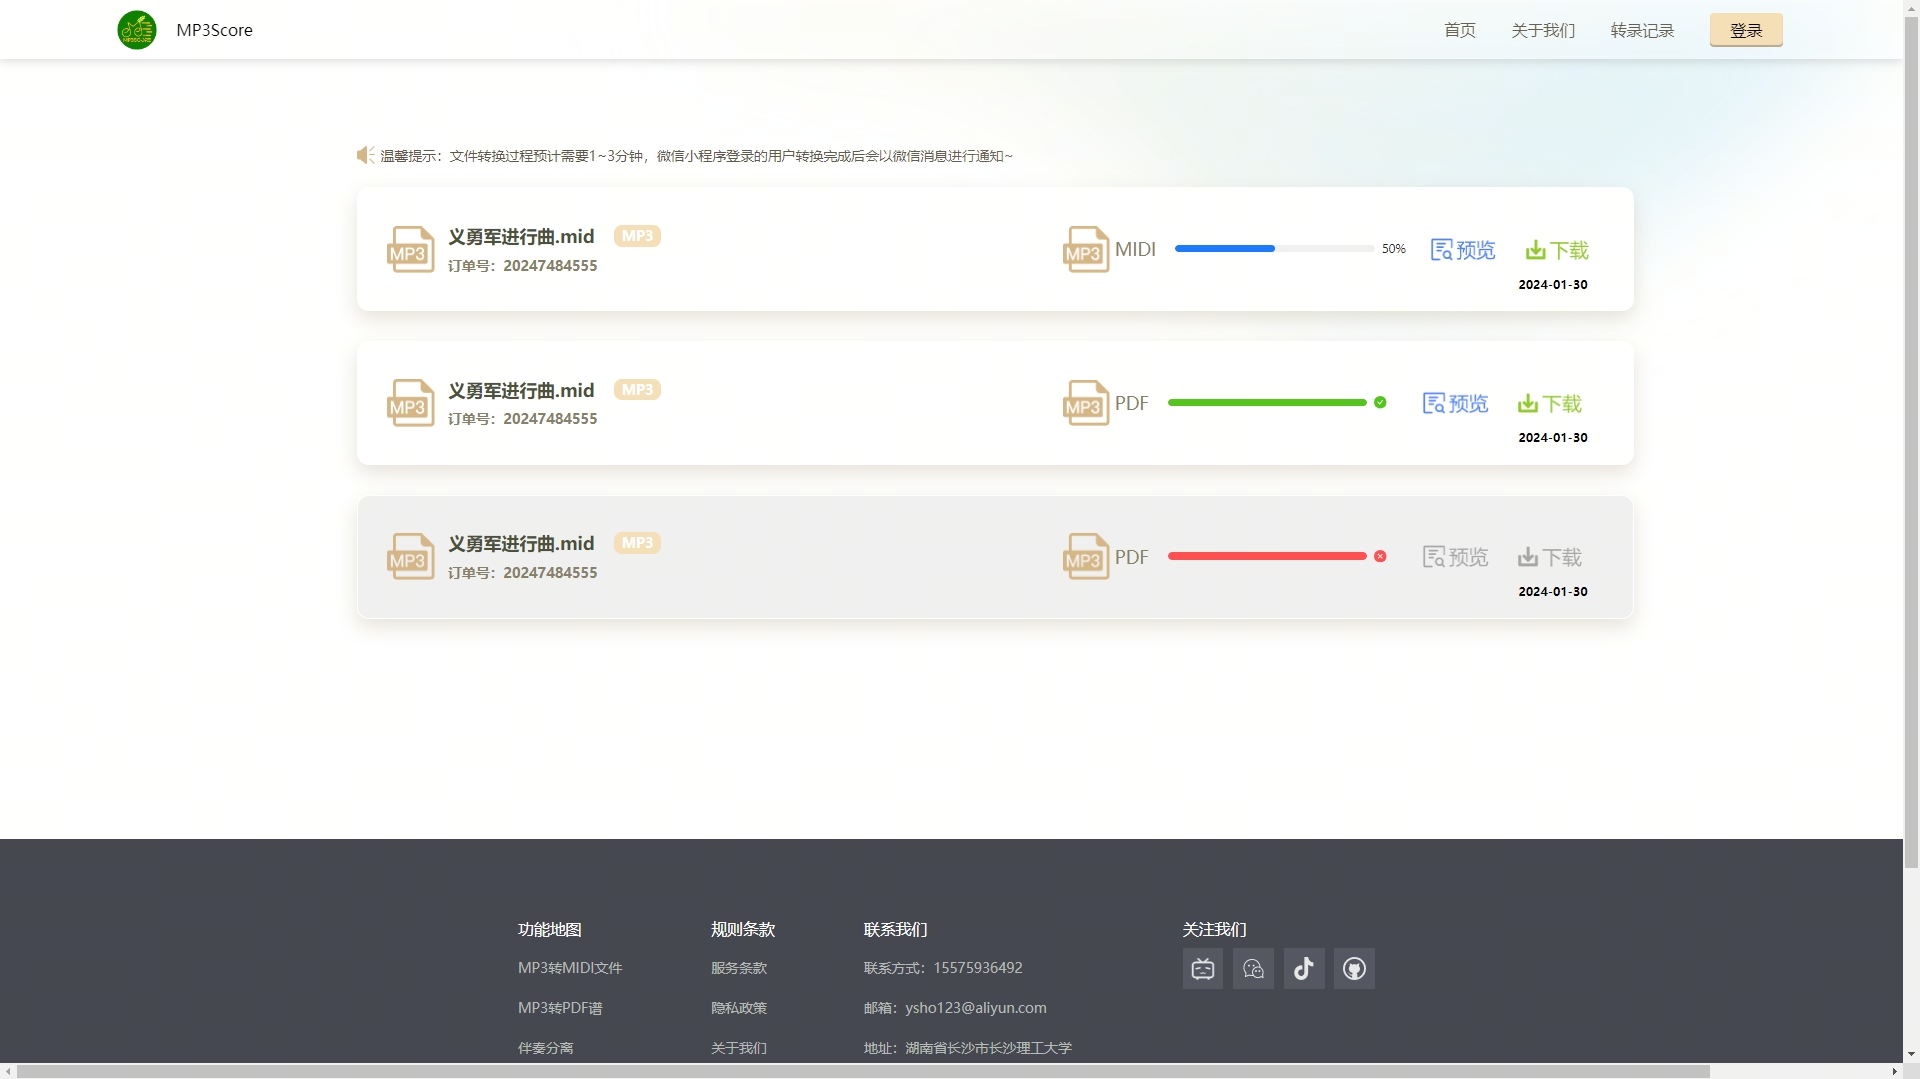 MP3Score
首页 关于我们 转录记录 登录
温馨提示：文件转换过程预计需要1~3分钟，微信小程序登录的用户转换完成后会以微信消息进行通知~
MP3 义勇军进行曲.mid MP3
订单号：20247484555
MP3 MIDI 50% 预览 下载
2024-01-30
MP3 义勇军进行曲.mid MP3
订单号：20247484555
MP3 PDF 预览 下载
2024-01-30
MP3 义勇军进行曲.mid MP3
订单号：20247484555
MP3 PDF 预览 下载
2024-01-30
功能地图 规则条款 联系我们 关注我们
MP3转MIDI文件 服务条款 联系方式：15575936492
MP3转PDF谱 隐私政策 邮箱：ysho123@aliyun.com
伴奏分离 关于我们 地址：湖南省长沙市长沙理工大学